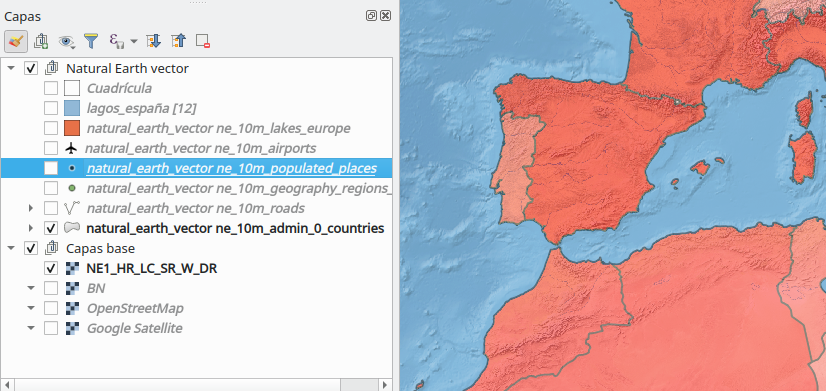 Capas
Natural Earth vector
Cuadrícula
lagos_españa [12]
natural_earth_vector ne_10m_lakes_europe
natural_earth_vector ne_10m_airports
natural_earth_vector ne_10m_populated_places
natural_earth_vector ne_10m_geography_regions_
natural_earth_vector ne_10m_roads
natural_earth_vector ne_10m_admin_0_countries
Capas base
NE1_HR_LC_SR_W_DR
BN
OpenStreetMap
Google Satellite